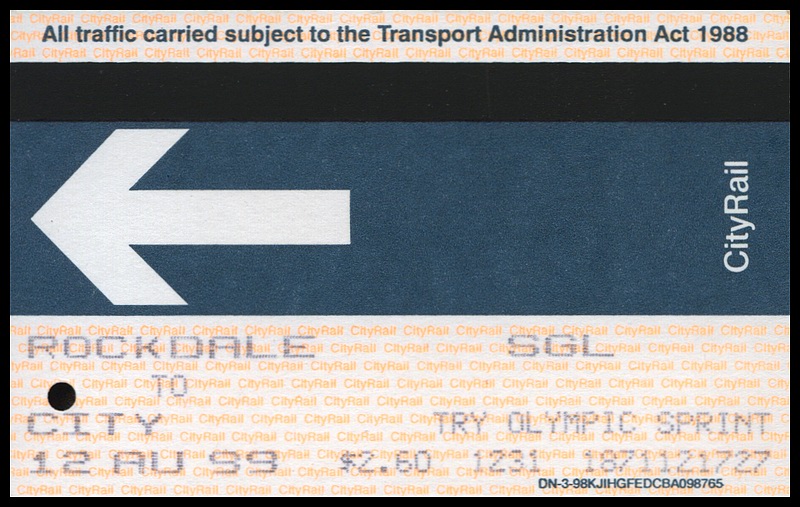 All traffic carried subject to the Transport Administration Act 1988
CityRail
ROCKDALE SGL
TO
CITY TRY OLYMPIC SPRINT
12 AU 99 $2.60 1231 1871121727
DN-3-98KJIHGFEDCBA098765